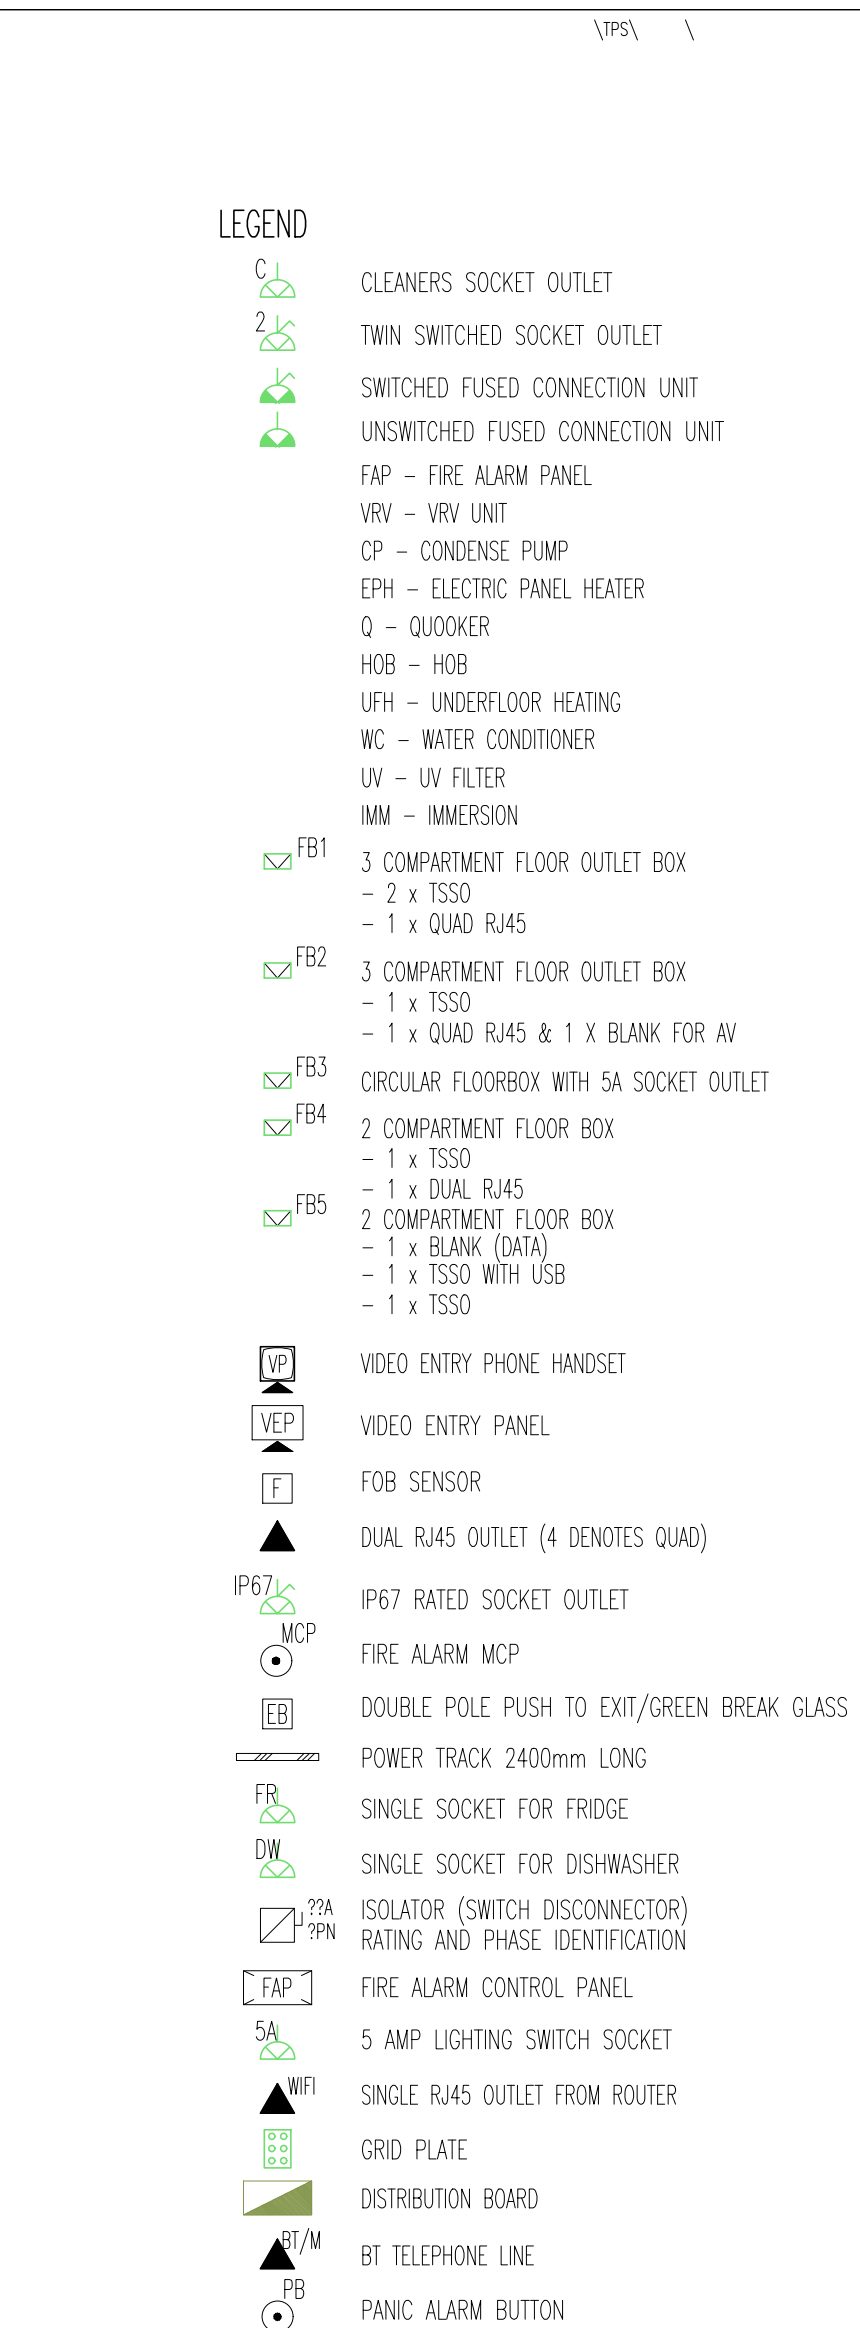 \TPS\ \
LEGEND
C CLEANERS SOCKET OUTLET
2 TWIN SWITCHED SOCKET OUTLET
SWITCHED FUSED CONNECTION UNIT
UNSWITCHED FUSED CONNECTION UNIT
FAP – FIRE ALARM PANEL
VRV – VRV UNIT
CP – CONDENSE PUMP
EPH – ELECTRIC PANEL HEATER
Q – QUOOKER
HOB – HOB
UFH – UNDERFLOOR HEATING
WC – WATER CONDITIONER
UV – UV FILTER
IMM – IMMERSION
FB1 3 COMPARTMENT FLOOR OUTLET BOX
– 2 x TSSO
– 1 x QUAD RJ45
FB2 3 COMPARTMENT FLOOR OUTLET BOX
– 1 x TSSO
– 1 x QUAD RJ45 & 1 X BLANK FOR AV
FB3 CIRCULAR FLOORBOX WITH 5A SOCKET OUTLET
FB4 2 COMPARTMENT FLOOR BOX
– 1 x TSSO
– 1 x DUAL RJ45
FB5 2 COMPARTMENT FLOOR BOX
– 1 x BLANK (DATA)
– 1 x TSSO WITH USB
– 1 x TSSO
VP VIDEO ENTRY PHONE HANDSET
VEP VIDEO ENTRY PANEL
F FOB SENSOR
DUAL RJ45 OUTLET (4 DENOTES QUAD)
IP67 IP67 RATED SOCKET OUTLET
MCP FIRE ALARM MCP
EB DOUBLE POLE PUSH TO EXIT/GREEN BREAK GLASS
POWER TRACK 2400mm LONG
FR SINGLE SOCKET FOR FRIDGE
DW SINGLE SOCKET FOR DISHWASHER
??A ISOLATOR (SWITCH DISCONNECTOR)
?PN RATING AND PHASE IDENTIFICATION
FAP FIRE ALARM CONTROL PANEL
5A 5 AMP LIGHTING SWITCH SOCKET
WIFI SINGLE RJ45 OUTLET FROM ROUTER
GRID PLATE
DISTRIBUTION BOARD
BT/M BT TELEPHONE LINE
PB PANIC ALARM BUTTON